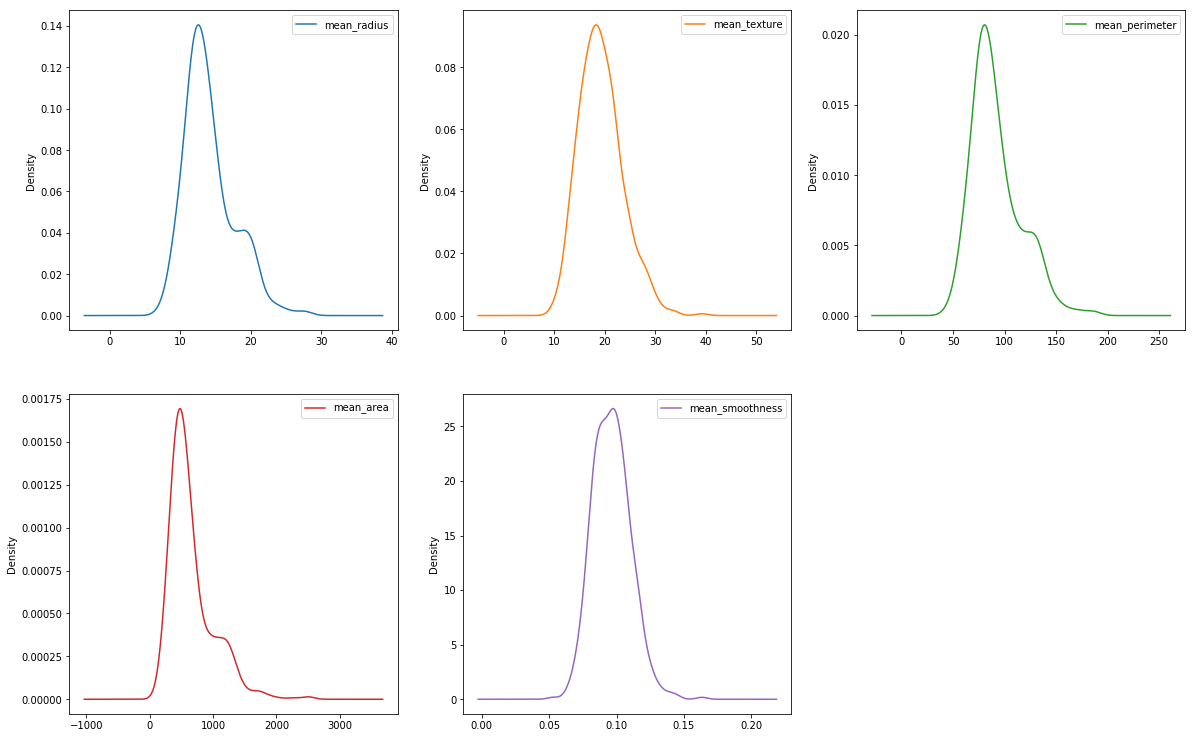 mean_radius
0.14
0.12
0.10
0.08
0.06
0.04
0.02
0.00
Density
0 10 20 30 40
mean_texture
0.08
0.06
0.04
0.02
0.00
Density
0 10 20 30 40 50
mean_perimeter
0.020
0.015
0.010
0.005
0.000
Density
0 50 100 150 200 250
mean_area
0.00175
0.00150
0.00125
0.00100
0.00075
0.00050
0.00025
0.00000
Density
−1000 0 1000 2000 3000
mean_smoothness
25
20
15
10
5
0
Density
0.00 0.05 0.10 0.15 0.20